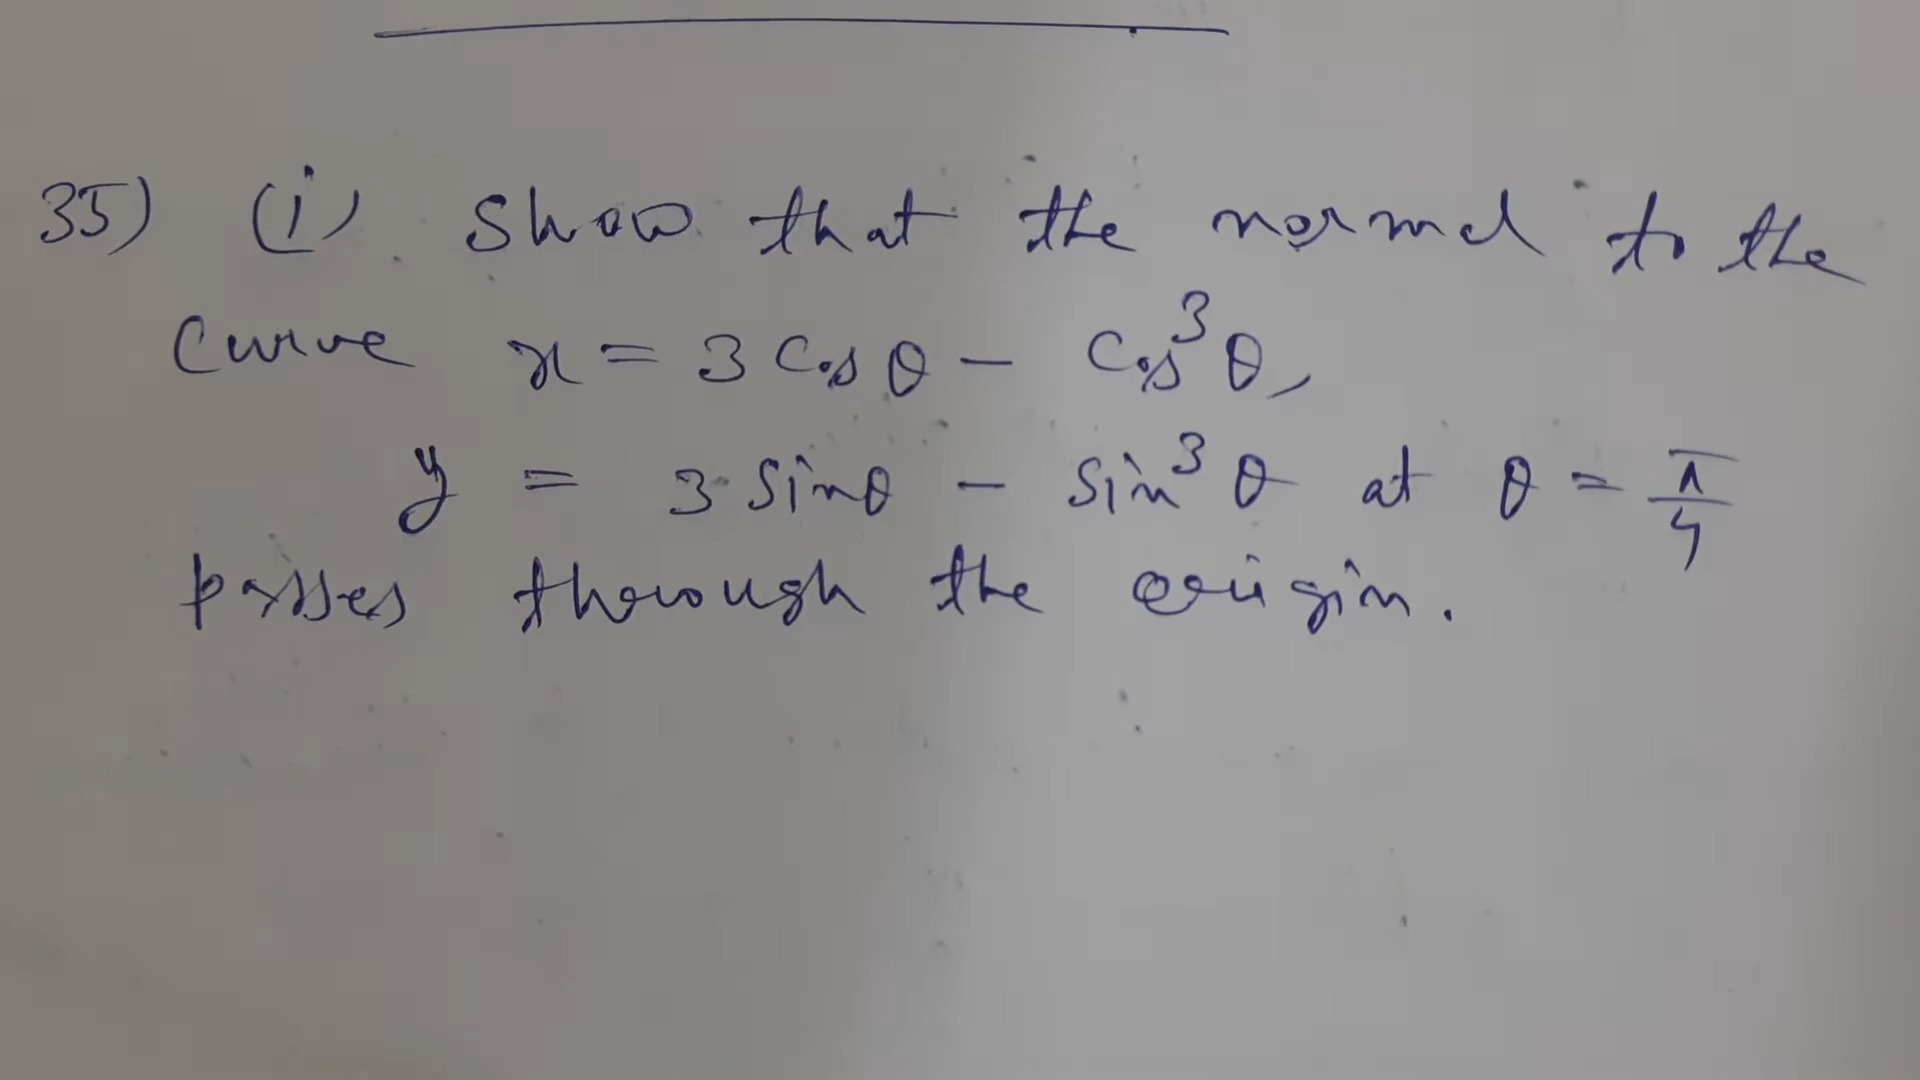 35) (i) Show that the normal to the
Curve x = 3 Cos θ - Cos³ θ,
y = 3 Sinθ - Sin³ θ at θ = π/4
passes through the origin.